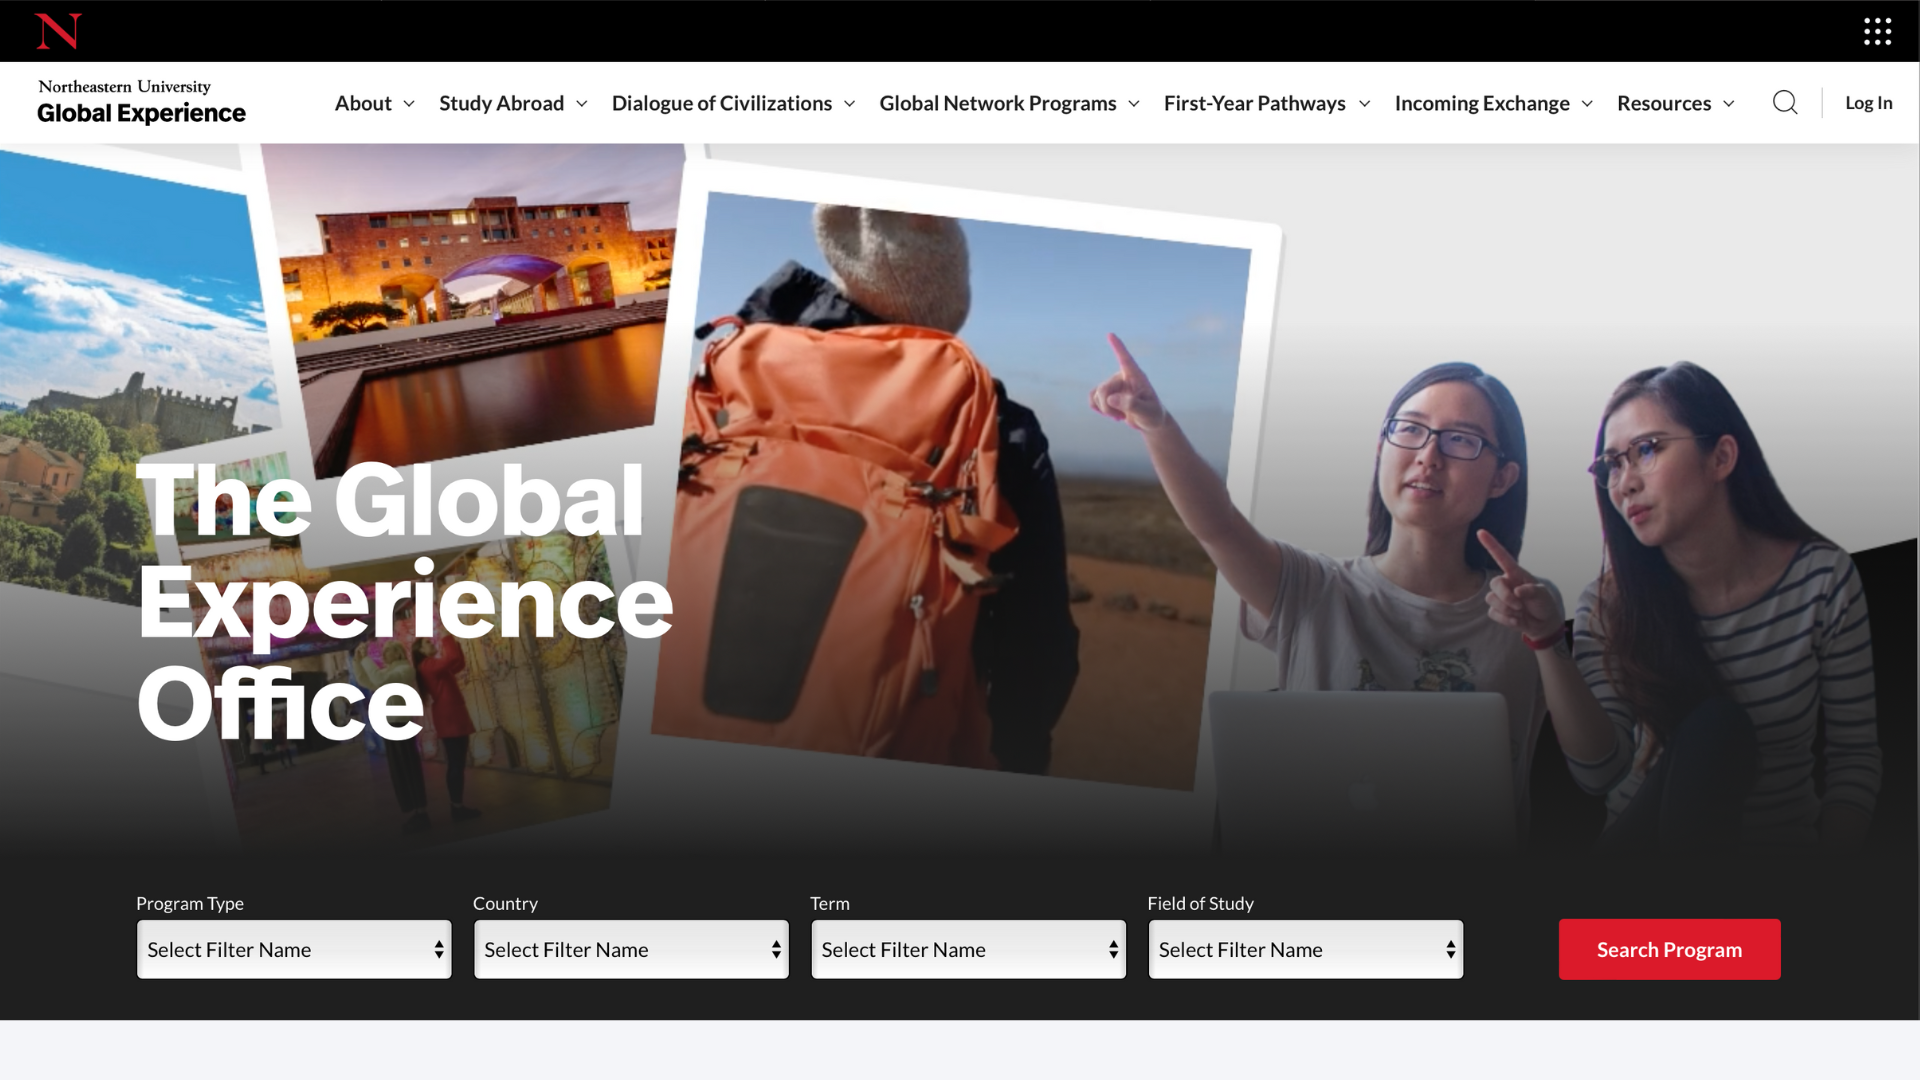 N
Northeastern University
Global Experience
About
Study Abroad
Dialogue of Civilizations
Global Network Programs
First-Year Pathways
Incoming Exchange
Resources
Log In
The Global
Experience
Office
Program Type
Country
Term
Field of Study
Select Filter Name
Select Filter Name
Select Filter Name
Select Filter Name
Search Program